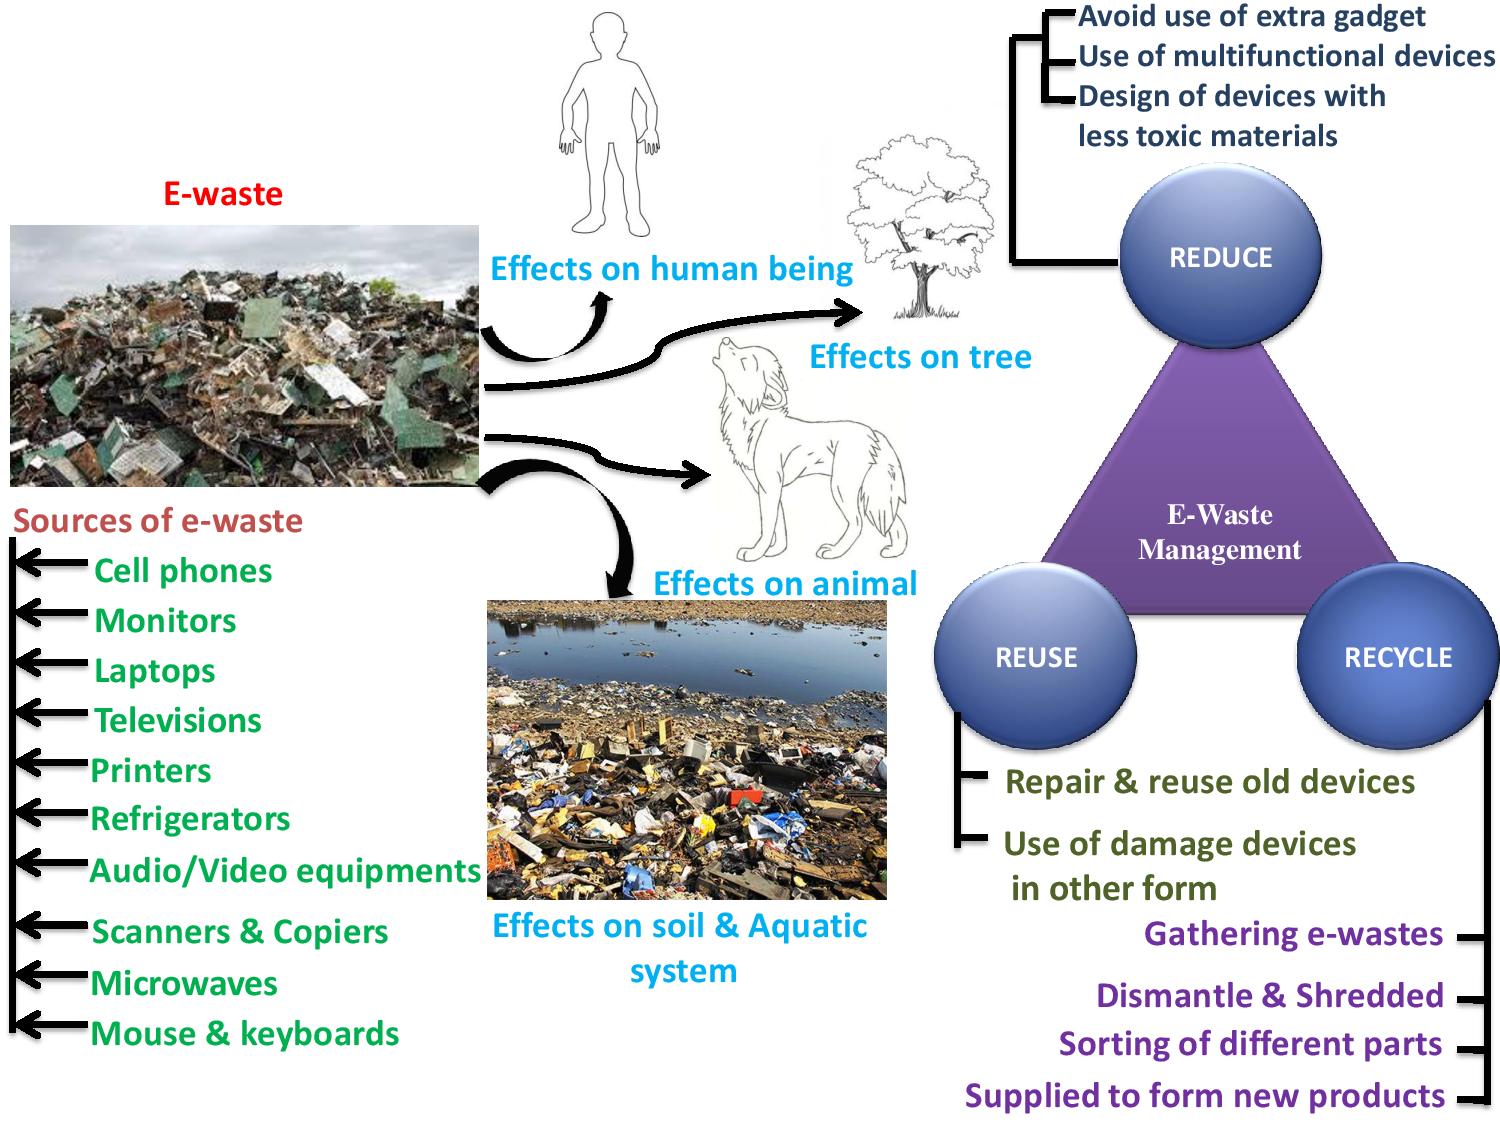 E-waste
Sources of e-waste
Cell phones
Monitors
Laptops
Televisions
Printers
Refrigerators
Audio/Video equipments
Scanners & Copiers
Microwaves
Mouse & keyboards
Effects on human being
Effects on tree
Effects on animal
Effects on soil & Aquatic
system
Avoid use of extra gadget
Use of multifunctional devices
Design of devices with
less toxic materials
REDUCE
E-Waste
Management
REUSE
RECYCLE
Repair & reuse old devices
Use of damage devices
in other form
Gathering e-wastes
Dismantle & Shredded
Sorting of different parts
Supplied to form new products